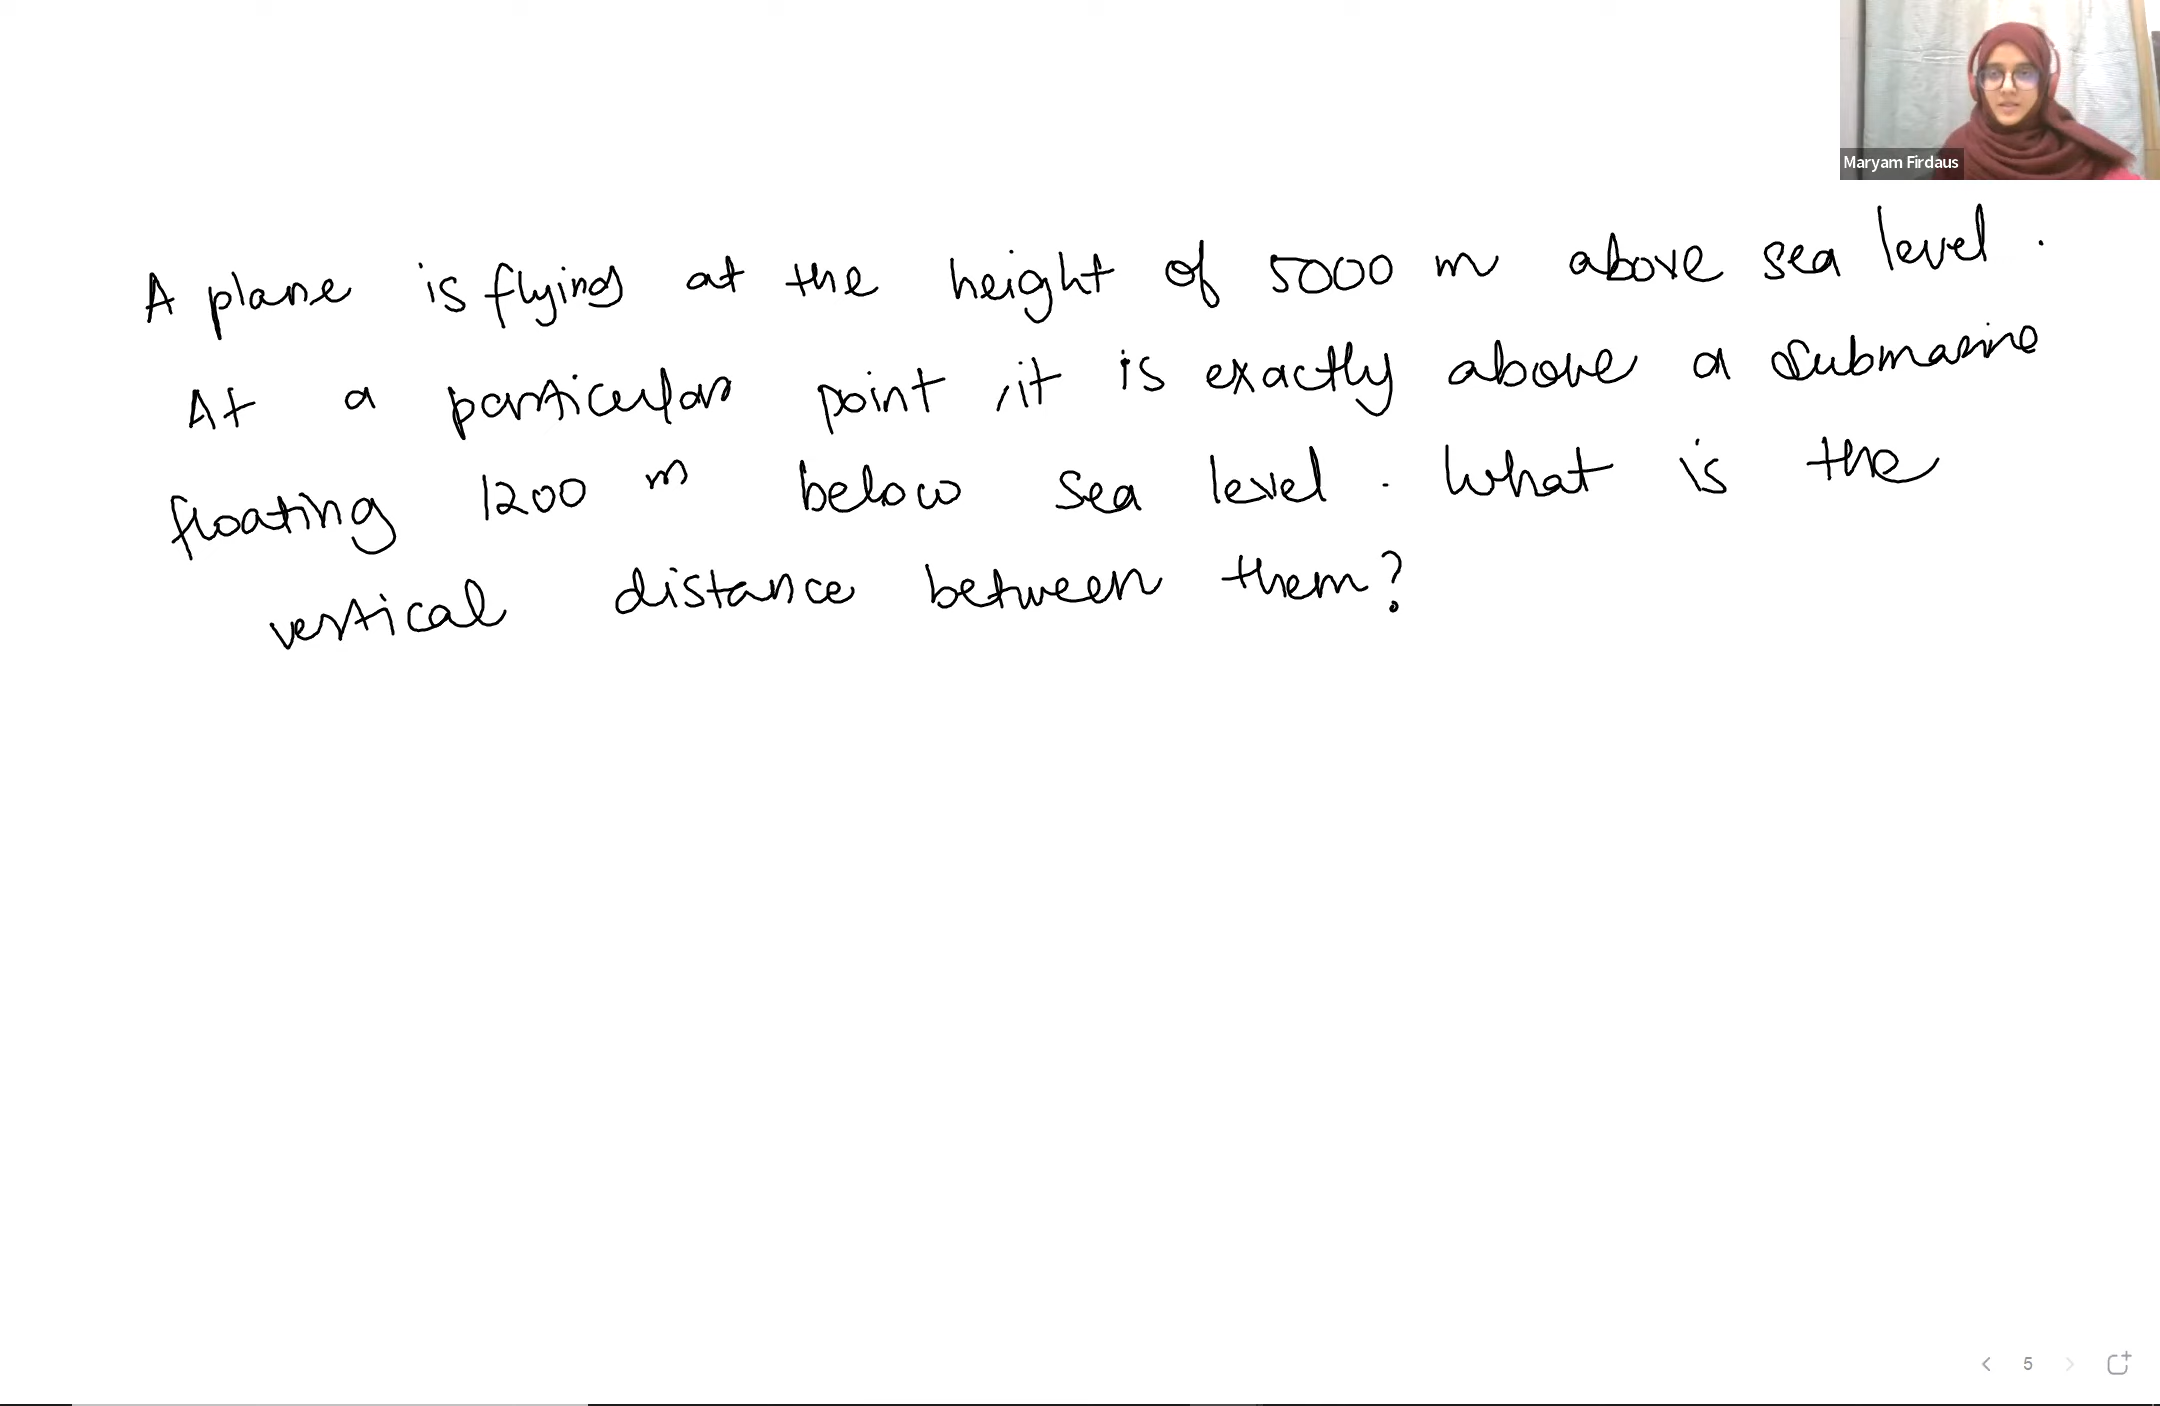 Maryam Firdaus
A plane is flying at the height of 5000 m above sea level.
At a particular point, it is exactly above a submarine
floating 1200 m below sea level. What is the
vertical distance between them?
5